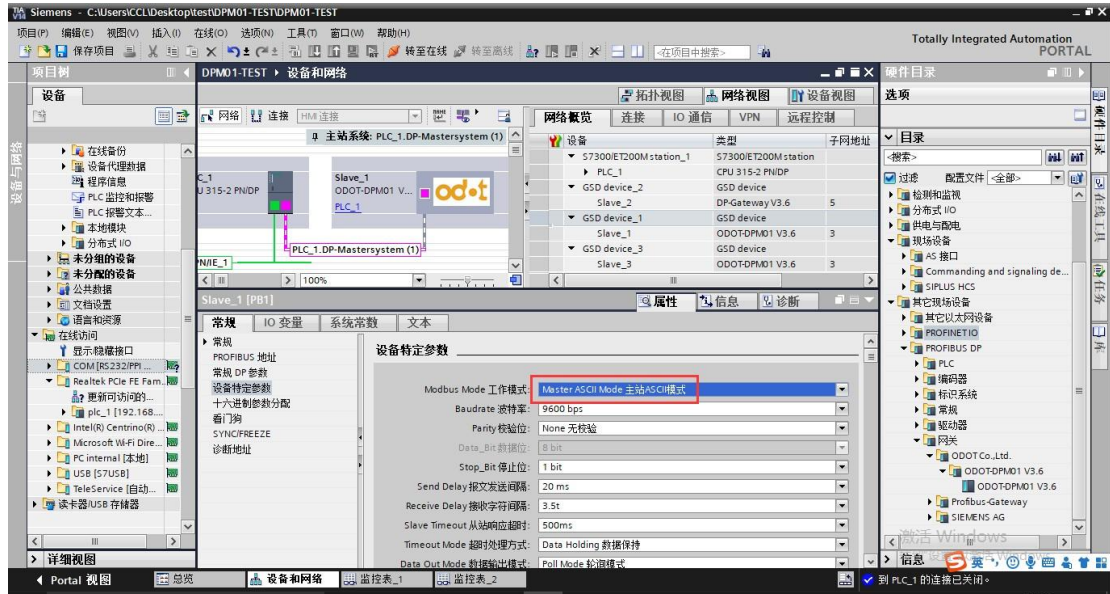 Siemens - C:\Users\CCL\Desktop\test\DPM01-TEST\DPM01-TEST
项目(P) 编辑(E) 视图(V) 插入(I) 在线(O) 选项(N) 工具(T) 窗口(W) 帮助(H)
Totally Integrated Automation
PORTAL
保存项目
转至在线
转至离线
<在项目中搜索>
项目树
设备
设备与网络
在线备份
设备代理数据
程序信息
PLC 监控和报警
PLC 报警文本...
本地模块
分布式 I/O
未分组的设备
未分配的设备
公共数据
文档设置
语言和资源
在线访问
显示/隐藏接口
COM [RS232/PPI ...
Realtek PCIe FE Fam...
更新可访问的...
plc_1 [192.168....
Intel(R) Centrino(R) ...
Microsoft Wi-Fi Dire...
PC internal [本地]
USB [S7USB]
TeleService [自动...
读卡器/USB 存储器
详细视图
DPM01-TEST ▸ 设备和网络
拓扑视图 网络视图 设备视图
网络 连接 HMI 连接
主站系统: PLC_1.DP-Mastersystem (1)
C_1
U 315-2 PN/DP
Slave_1
ODOT-DPM01 V...
PLC_1
odot
PLC_1.DP-Mastersystem (1)
PN/IE_1
100%
网络概览 连接 IO 通信 VPN 远程控制
设备 类型 子网地址
S7300/ET200M station_1 S7300/ET200M station
PLC_1 CPU 315-2 PN/DP
GSD device_2 GSD device
Slave_2 DP-Gateway V3.6 5
GSD device_1 GSD device
Slave_1 ODOT-DPM01 V3.6 3
GSD device_3 GSD device
Slave_3 ODOT-DPM01 V3.6 3
Slave_1 [PB1]
属性 信息 诊断
常规 IO 变量 系统常数 文本
常规
PROFIBUS 地址
常规 DP 参数
设备特定参数
十六进制参数分配
看门狗
SYNC/FREEZE
诊断地址
设备特定参数
Modbus Mode 工作模式: Master ASCII Mode 主站ASCII模式
Baudrate 波特率: 9600 bps
Parity 校验位: None 无校验
Data_Bit 数据位: 8 bit
Stop_Bit 停止位: 1 bit
Send Delay 报文发送间隔: 20 ms
Receive Delay 接收字符间隔: 3.5t
Slave Timeout 从站响应超时: 500ms
Timeout Mode 超时处理方式: Data Holding 数据保持
Data Out Mode 数据输出模式: Poll Mode 轮询模式
硬件目录
选项
目录
<搜索>
过滤 配置文件 <全部>
检测和监视
分布式 I/O
供电与配电
现场设备
AS 接口
Commanding and signaling de...
SIPLUS HCS
其它现场设备
其它以太网设备
PROFINET IO
PROFIBUS DP
PLC
编码器
标识系统
常规
驱动器
网关
ODOT Co.,Ltd.
ODOT-DPM01 V3.6
ODOT-DPM01 V3.6
Profibus-Gateway
SIEMENS AG
激活 Windows
信息
英
硬件目录
在线工具
任务
库
Portal 视图 总览 设备和网络 监控表_1 监控表_2
到 PLC_1 的连接已关闭。